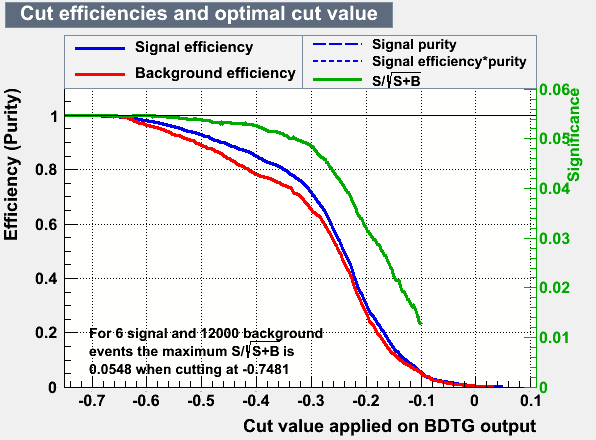 Cut efficiencies and optimal cut value
Signal efficiency
Background efficiency
Signal purity
Signal efficiency*purity
S/√S+B
Efficiency (Purity)
1
0.8
0.6
0.4
0.2
0
0.06
0.05
0.04
0.03
0.02
0.01
0
Significance
For 6 signal and 12000 background
events the maximum S/√S+B is
0.0548 when cutting at -0.7481
-0.7 -0.6 -0.5 -0.4 -0.3 -0.2 -0.1 0 0.1
Cut value applied on BDTG output